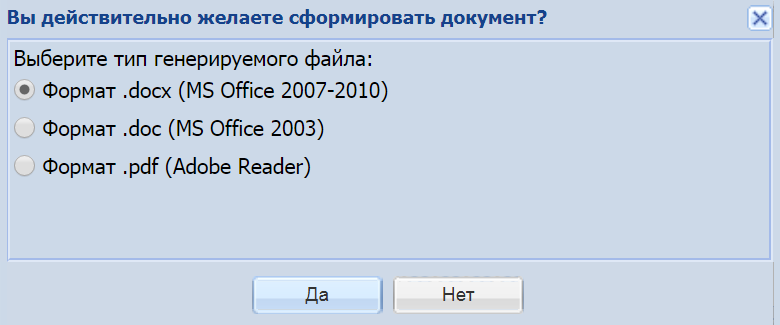 Вы действительно желаете сформировать документ?
Выберите тип генерируемого файла:
Формат .docx (MS Office 2007-2010)
Формат .doc (MS Office 2003)
Формат .pdf (Adobe Reader)
Да Нет